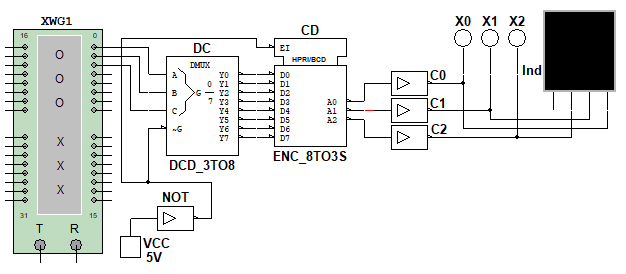 XWG1
16 0
O
O
O
X
X
X
31 15
T R
DC
DMUX
A Y0
B Y1
C Y2
Y3
~G Y4
Y5
Y6
Y7
G 0
7
DCD_3TO8
CD
EI
HPRI/BCD
D0
D1
D2
D3 A0
D4 A1
D5 A2
D6
D7
ENC_8TO3S
C0
C1
C2
X0 X1 X2
Ind
NOT
VCC
5V